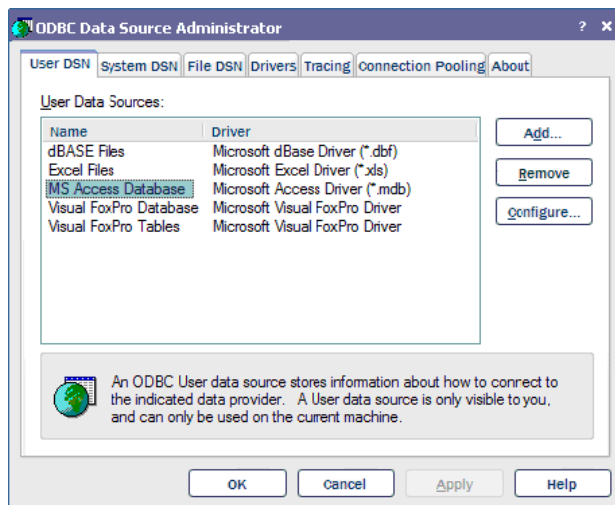 ODBC Data Source Administrator ? ×
User DSN System DSN File DSN Drivers Tracing Connection Pooling About
User Data Sources:
Name Driver
dBASE Files Microsoft dBase Driver (*.dbf)
Excel Files Microsoft Excel Driver (*.xls)
MS Access Database Microsoft Access Driver (*.mdb)
Visual FoxPro Database Microsoft Visual FoxPro Driver
Visual FoxPro Tables Microsoft Visual FoxPro Driver
Add...
Remove
Configure...
An ODBC User data source stores information about how to connect to
the indicated data provider. A User data source is only visible to you,
and can only be used on the current machine.
OK Cancel Apply Help